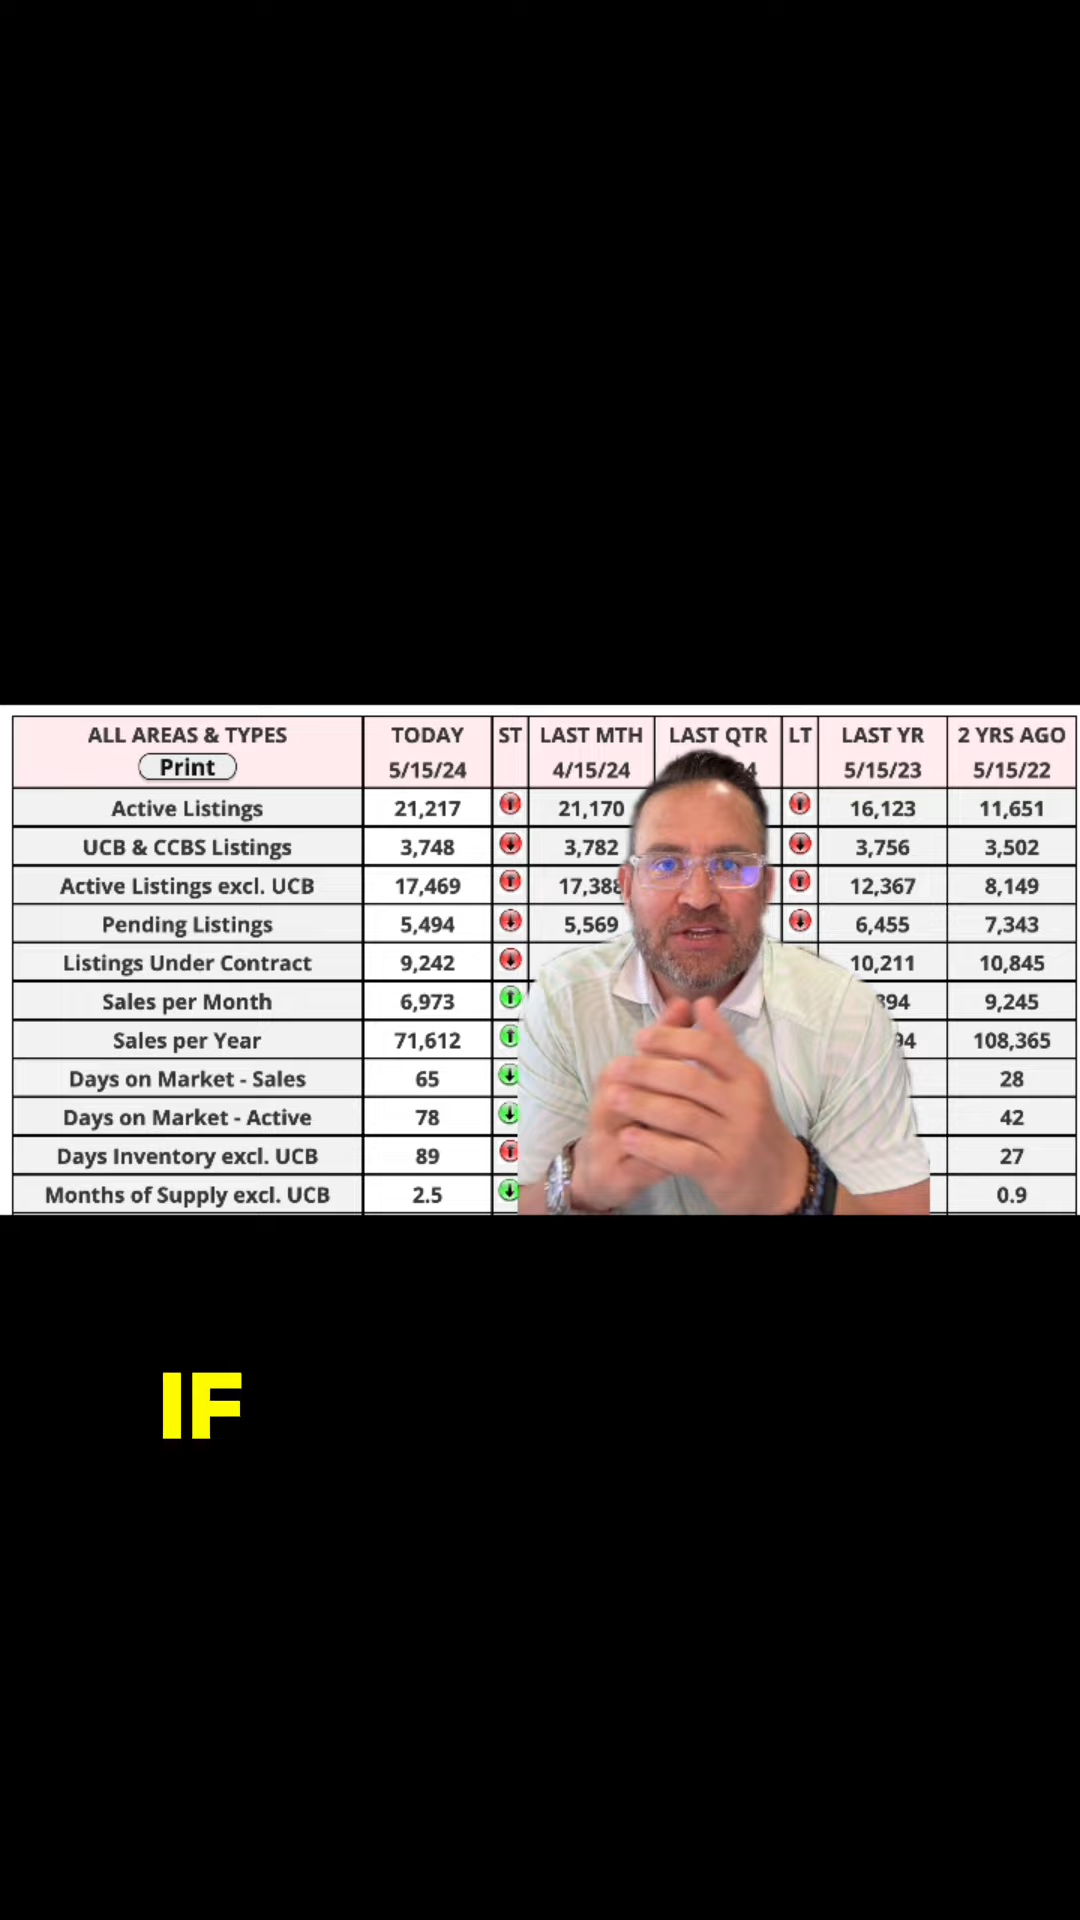 ALL AREAS & TYPES TODAY ST LAST MTH LAST QTR LT LAST YR 2 YRS AGO
Print 5/15/24 4/15/24 4 5/15/23 5/15/22
Active Listings 21,217 21,170 16,123 11,651
UCB & CCBS Listings 3,748 3,782 3,756 3,502
Active Listings excl. UCB 17,469 17,388 12,367 8,149
Pending Listings 5,494 5,569 6,455 7,343
Listings Under Contract 9,242 10,211 10,845
Sales per Month 6,973 394 9,245
Sales per Year 71,612 94 108,365
Days on Market - Sales 65 28
Days on Market - Active 78 42
Days Inventory excl. UCB 89 27
Months of Supply excl. UCB 2.5 0.9
IF